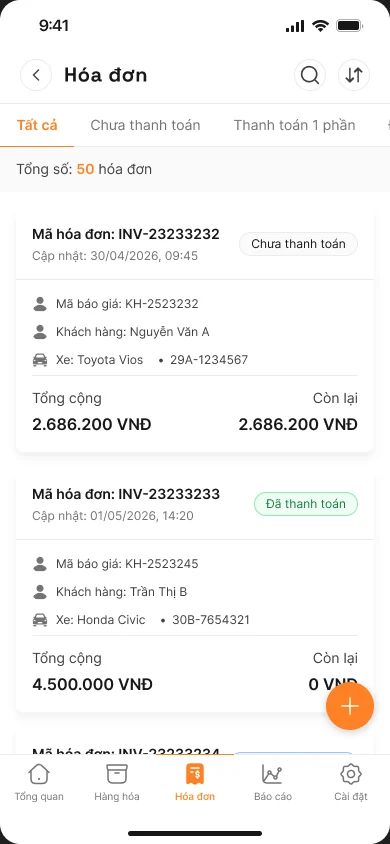 9:41
Hóa đơn
Tất cả Chưa thanh toán Thanh toán 1 phần
Tổng số: 50 hóa đơn
Mã hóa đơn: INV-23233232
Chưa thanh toán
Cập nhật: 30/04/2026, 09:45
Mã báo giá: KH-2523232
Khách hàng: Nguyễn Văn A
Xe: Toyota Vios • 29A-1234567
Tổng cộng Còn lại
2.686.200 VNĐ 2.686.200 VNĐ
Mã hóa đơn: INV-23233233
Đã thanh toán
Cập nhật: 01/05/2026, 14:20
Mã báo giá: KH-2523245
Khách hàng: Trần Thị B
Xe: Honda Civic • 30B-7654321
Tổng cộng Còn lại
4.500.000 VNĐ 0 VNĐ
Mã hóa đơn: INV-23233234
Tổng quan Hàng hóa Hóa đơn Báo cáo Cài đặt